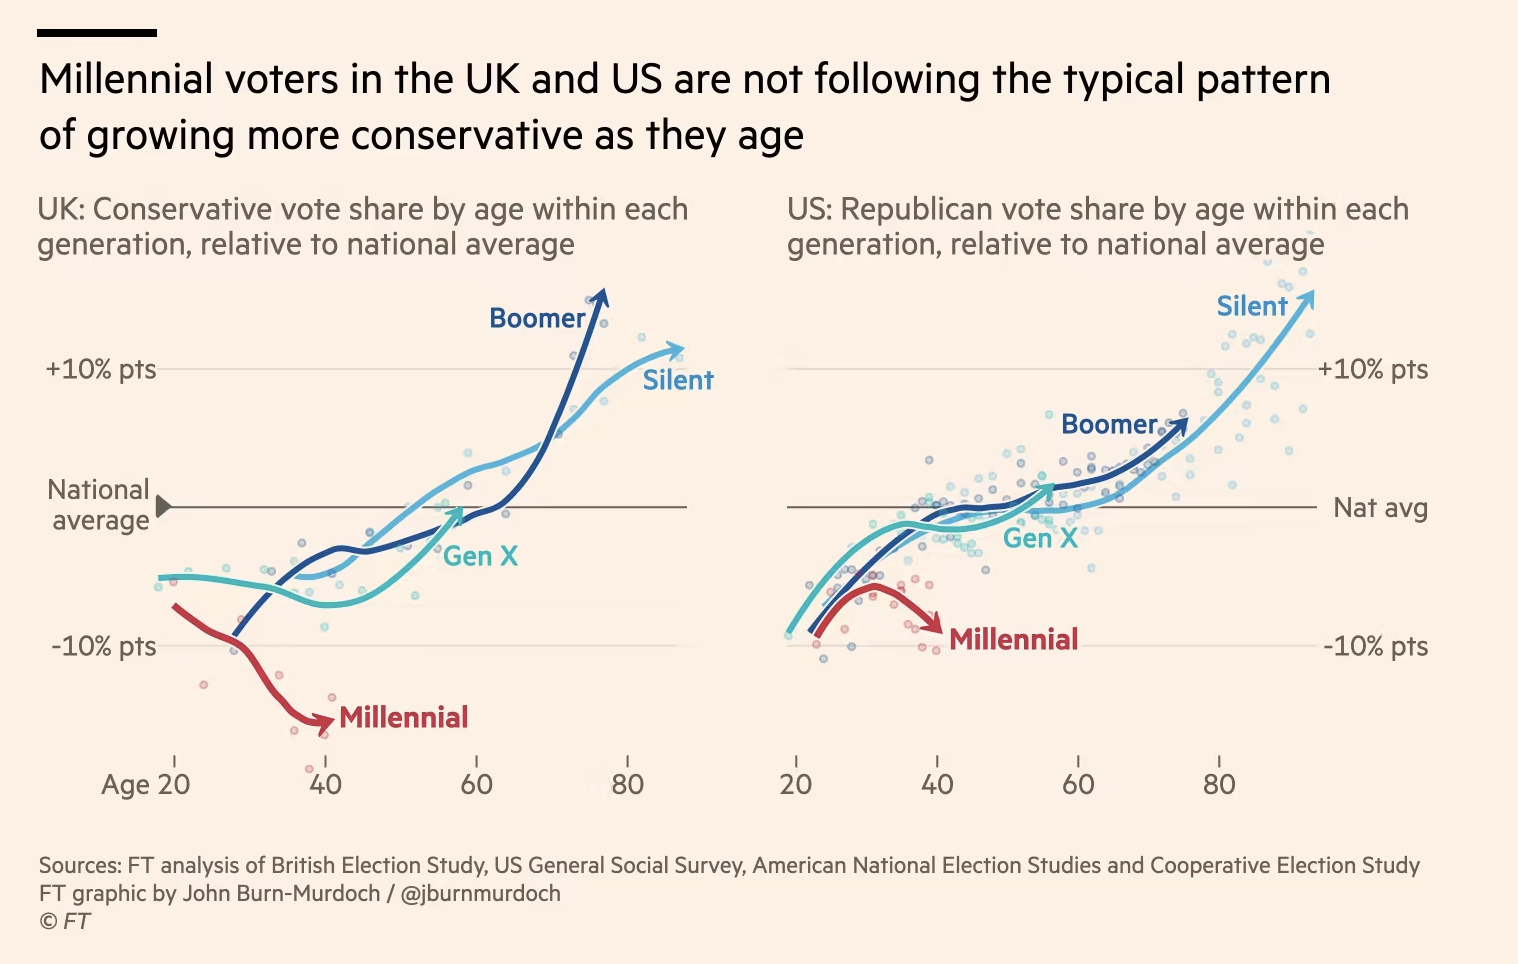 Millennial voters in the UK and US are not following the typical pattern
of growing more conservative as they age
UK: Conservative vote share by age within each
generation, relative to national average
Boomer
+10% pts
Silent
National
average
Gen X
-10% pts
Millennial
Age 20
40
60
80
US: Republican vote share by age within each
generation, relative to national average
Silent
+10% pts
Boomer
Nat avg
Gen X
Millennial
-10% pts
20
40
60
80
Sources: FT analysis of British Election Study, US General Social Survey, American National Election Studies and Cooperative Election Study
FT graphic by John Burn-Murdoch / @jburnmurdoch
© FT